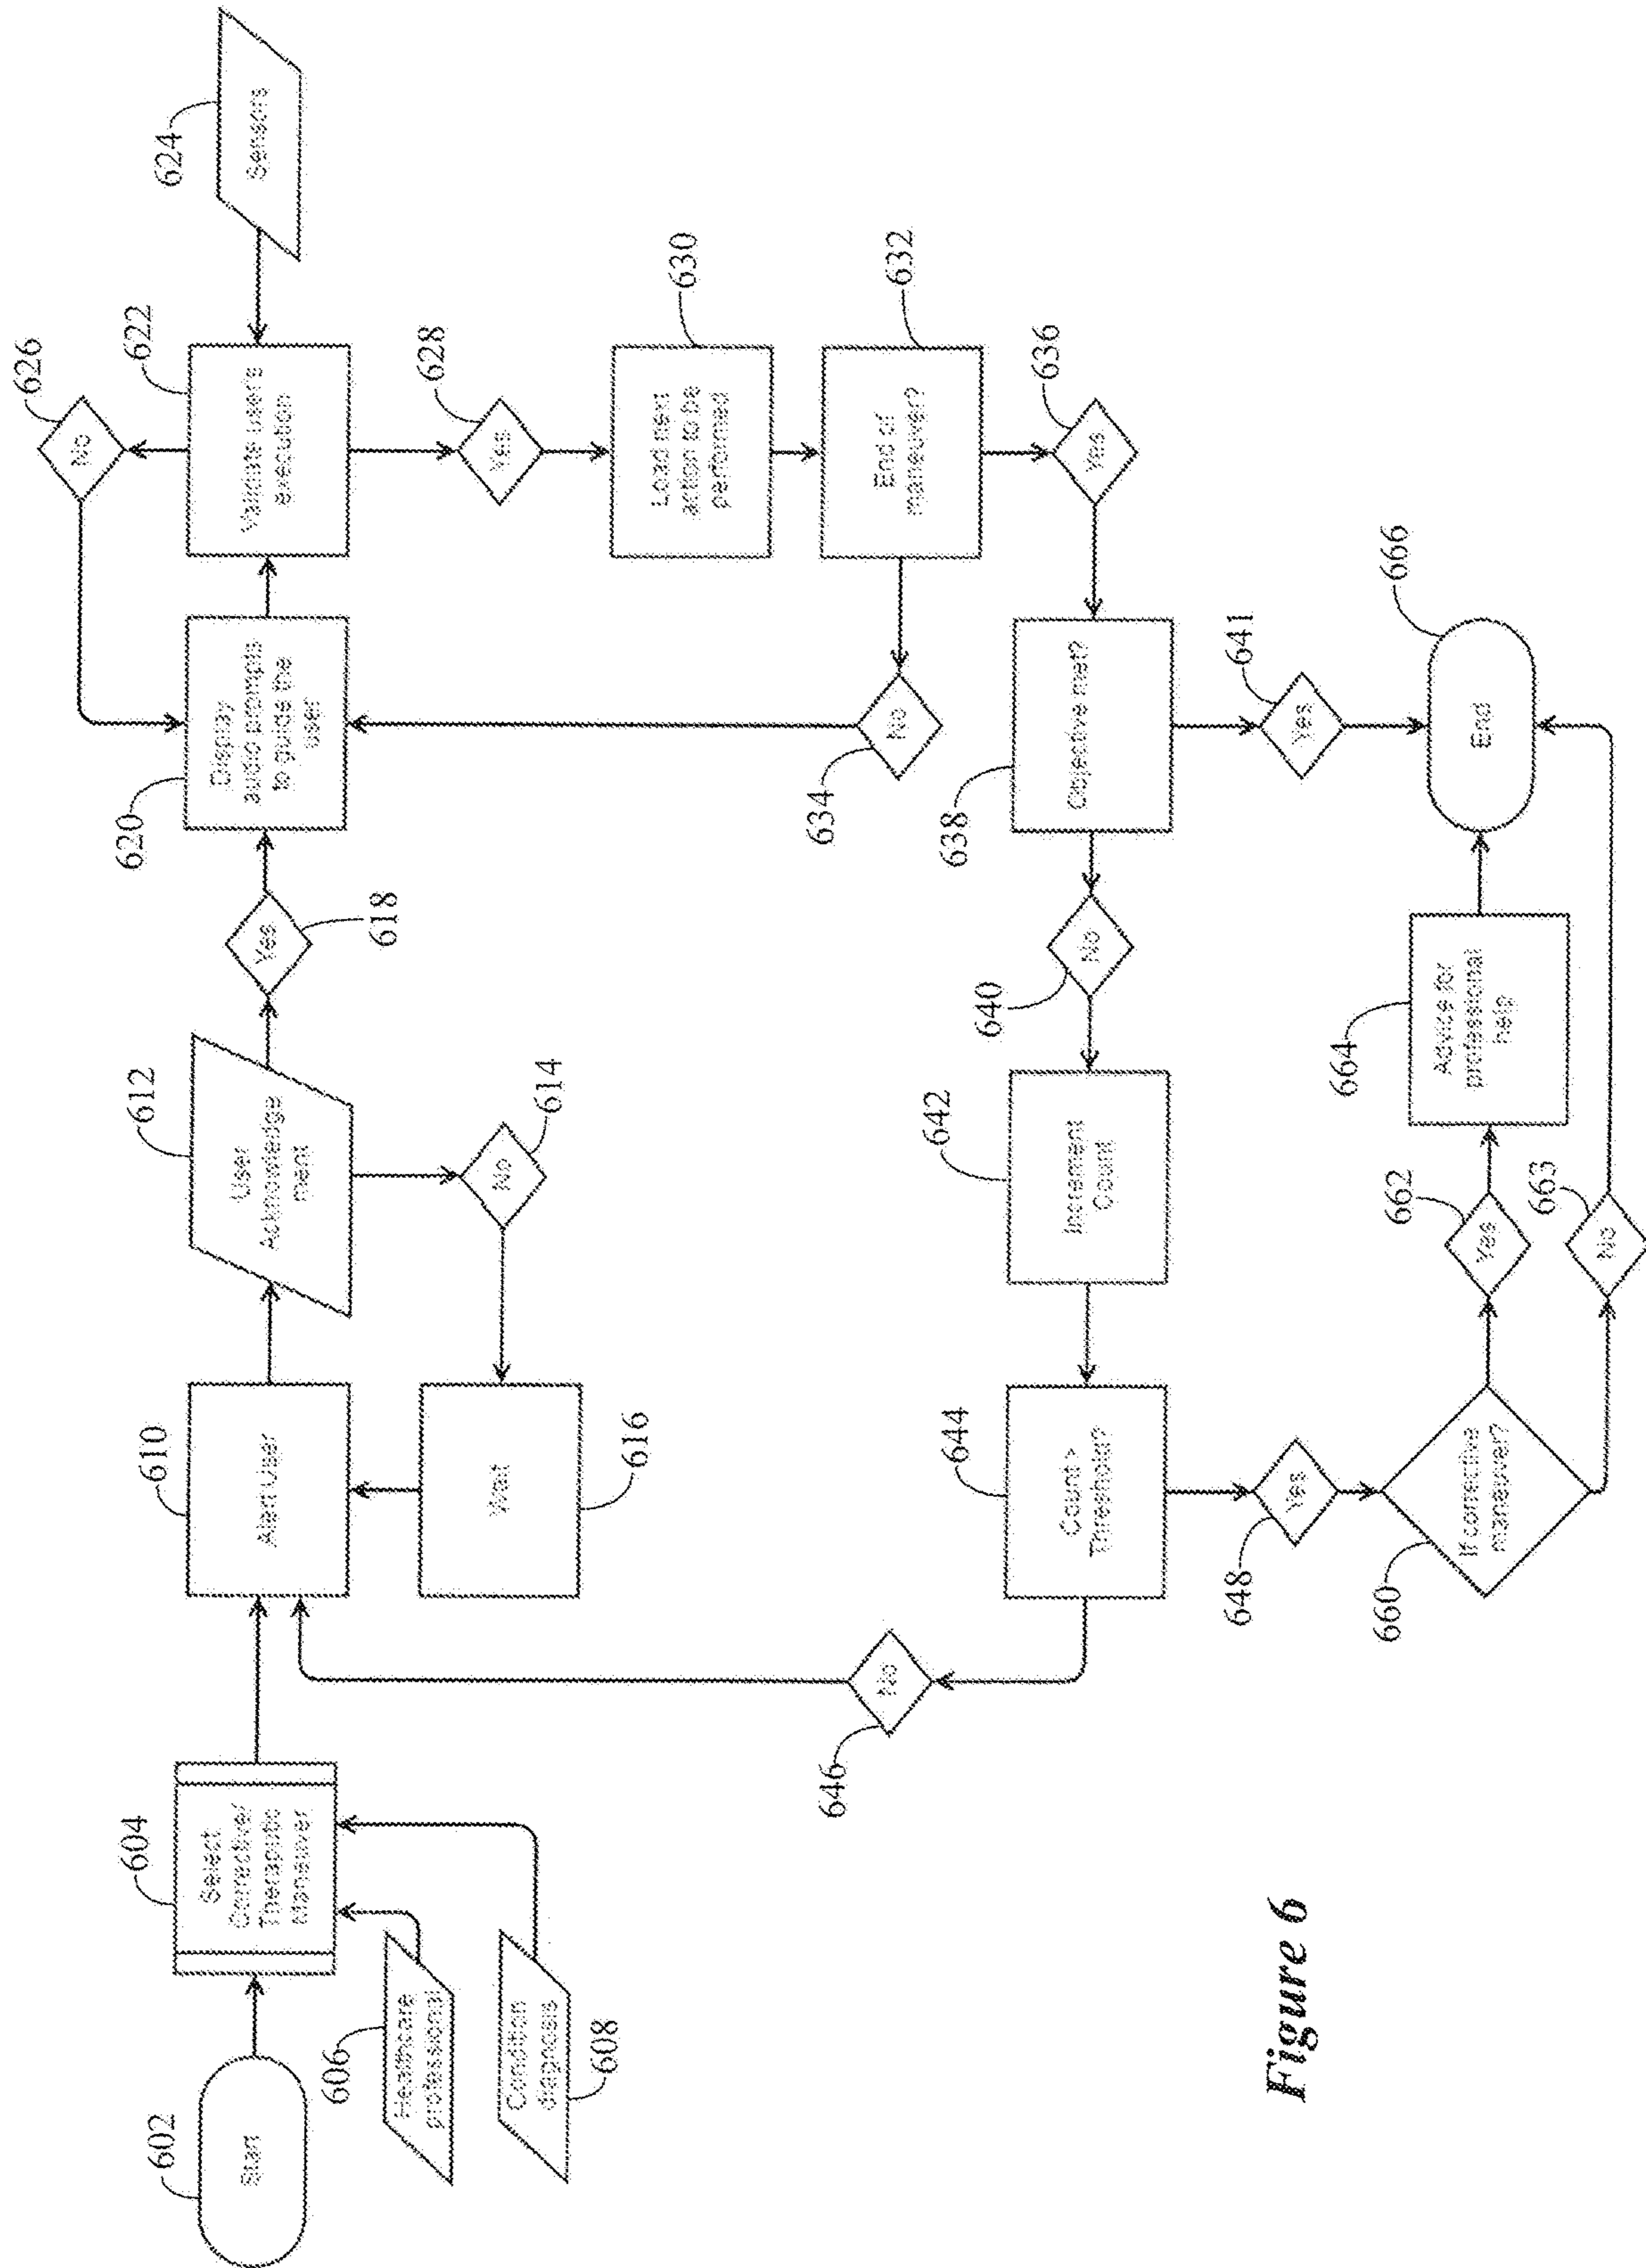 602
Start
604
Select
Corrective/
Theraputic
Maneuver
606
Healthcare
professional
608
Condition
diagnosis
610
Alert User
612
User
Acknowledge
ment
614
No
616
Wait
618
Yes
620
Display
audio prompts
to guide the
user
622
Validate user's
execution
624
Sensors
626
No
628
Yes
630
Load next
action to be
performed
632
End of
maneuver?
634
No
636
Yes
638
Objective met?
640
No
641
Yes
642
Increment
Count
644
Count >
Threshold?
646
No
648
Yes
660
If corrective
maneuver?
662
Yes
663
No
664
Advice for
professional
help
666
End
Figure 6